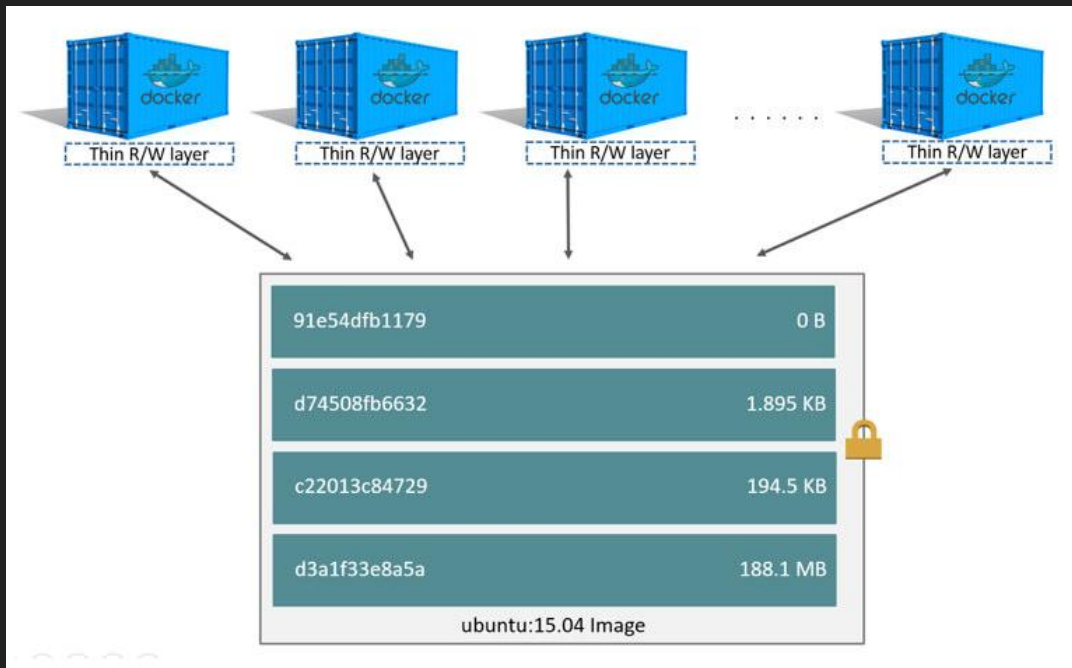 docker docker docker docker
. . . . . .
Thin R/W layer Thin R/W layer Thin R/W layer Thin R/W layer
91e54dfb1179 0 B
d74508fb6632 1.895 KB
c22013c84729 194.5 KB
d3a1f33e8a5a 188.1 MB
ubuntu:15.04 Image